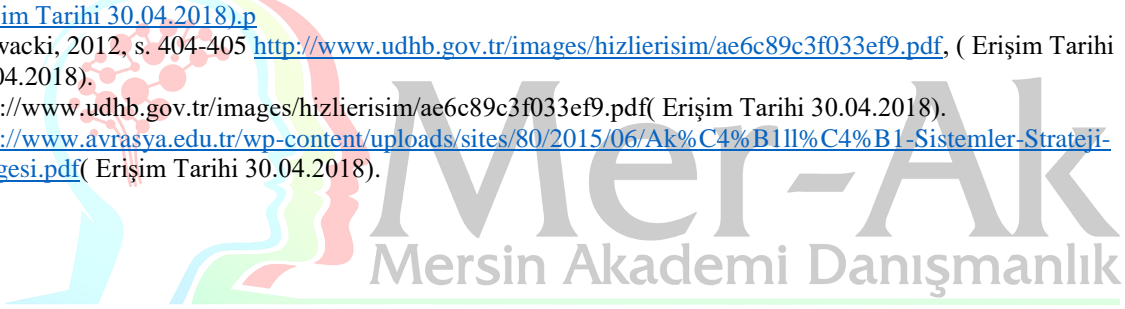 im Tarihi 30.04.2018).p
wacki, 2012, s. 404-405 http://www.udhb.gov.tr/images/hizlierisim/ae6c89c3f033ef9.pdf, ( Erişim Tarihi
04.2018).
://www.udhb.gov.tr/images/hizlierisim/ae6c89c3f033ef9.pdf( Erişim Tarihi 30.04.2018).
://www.avrasya.edu.tr/wp-content/uploads/sites/80/2015/06/Ak%C4%B1ll%C4%B1-Sistemler-Strateji-
gesi.pdf( Erişim Tarihi 30.04.2018).
Mer-Ak
Mersin Akademi Danışmanlık